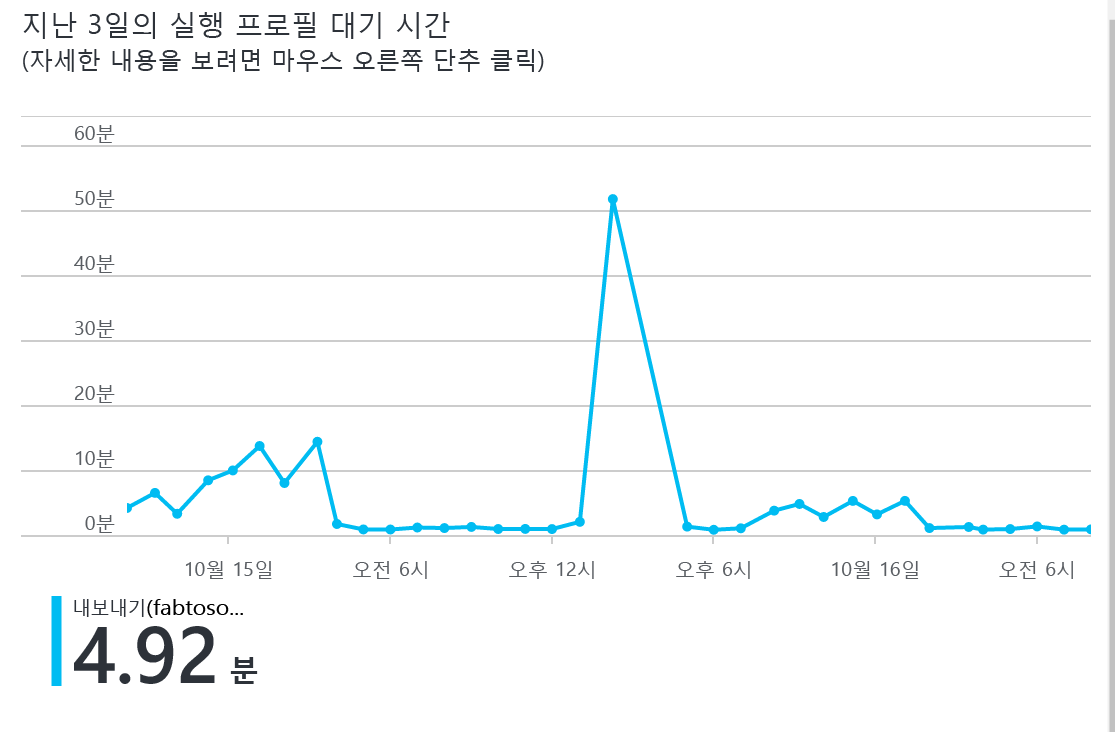 지난 3일의 실행 프로필 대기 시간
(자세한 내용을 보려면 마우스 오른쪽 단추 클릭)
60분
50분
40분
30분
20분
10분
0분
10월 15일 오전 6시 오후 12시 오후 6시 10월 16일 오전 6시
내보내기(fabtoso...
4.92 분